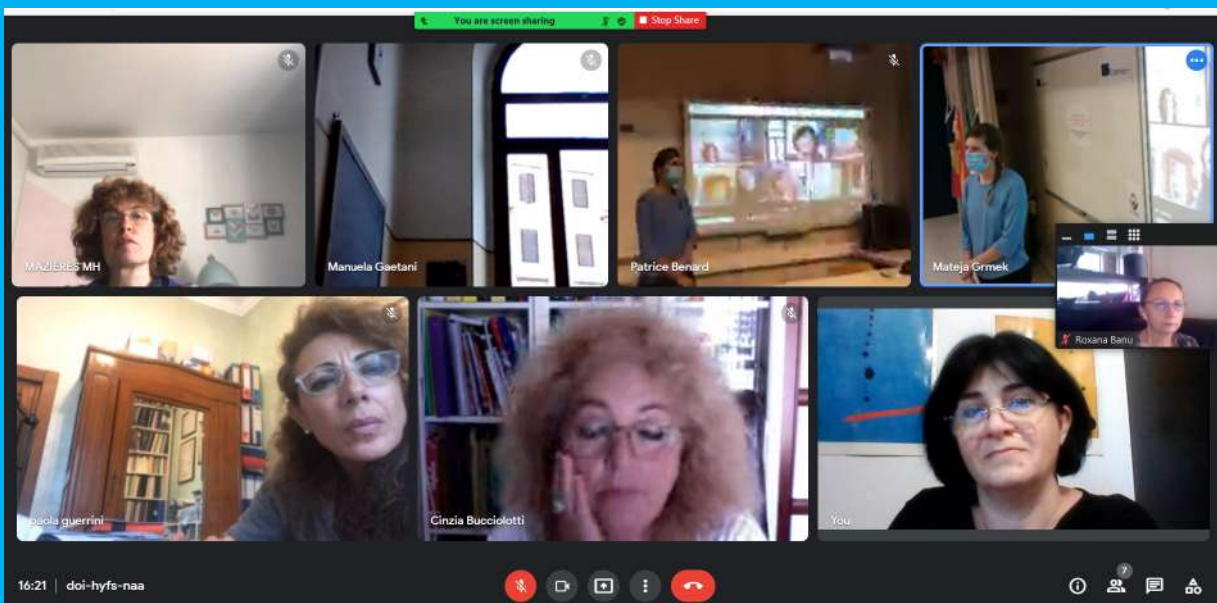 You are screen sharing
Stop Share
MAZIERES MH
Manuela Gaetani
Patrice Benard
Mateja Grmek
Roxana Banu
paola guerrini
Cinzia Bucciolotti
You
16:21 | doi-hyfs-naa
7